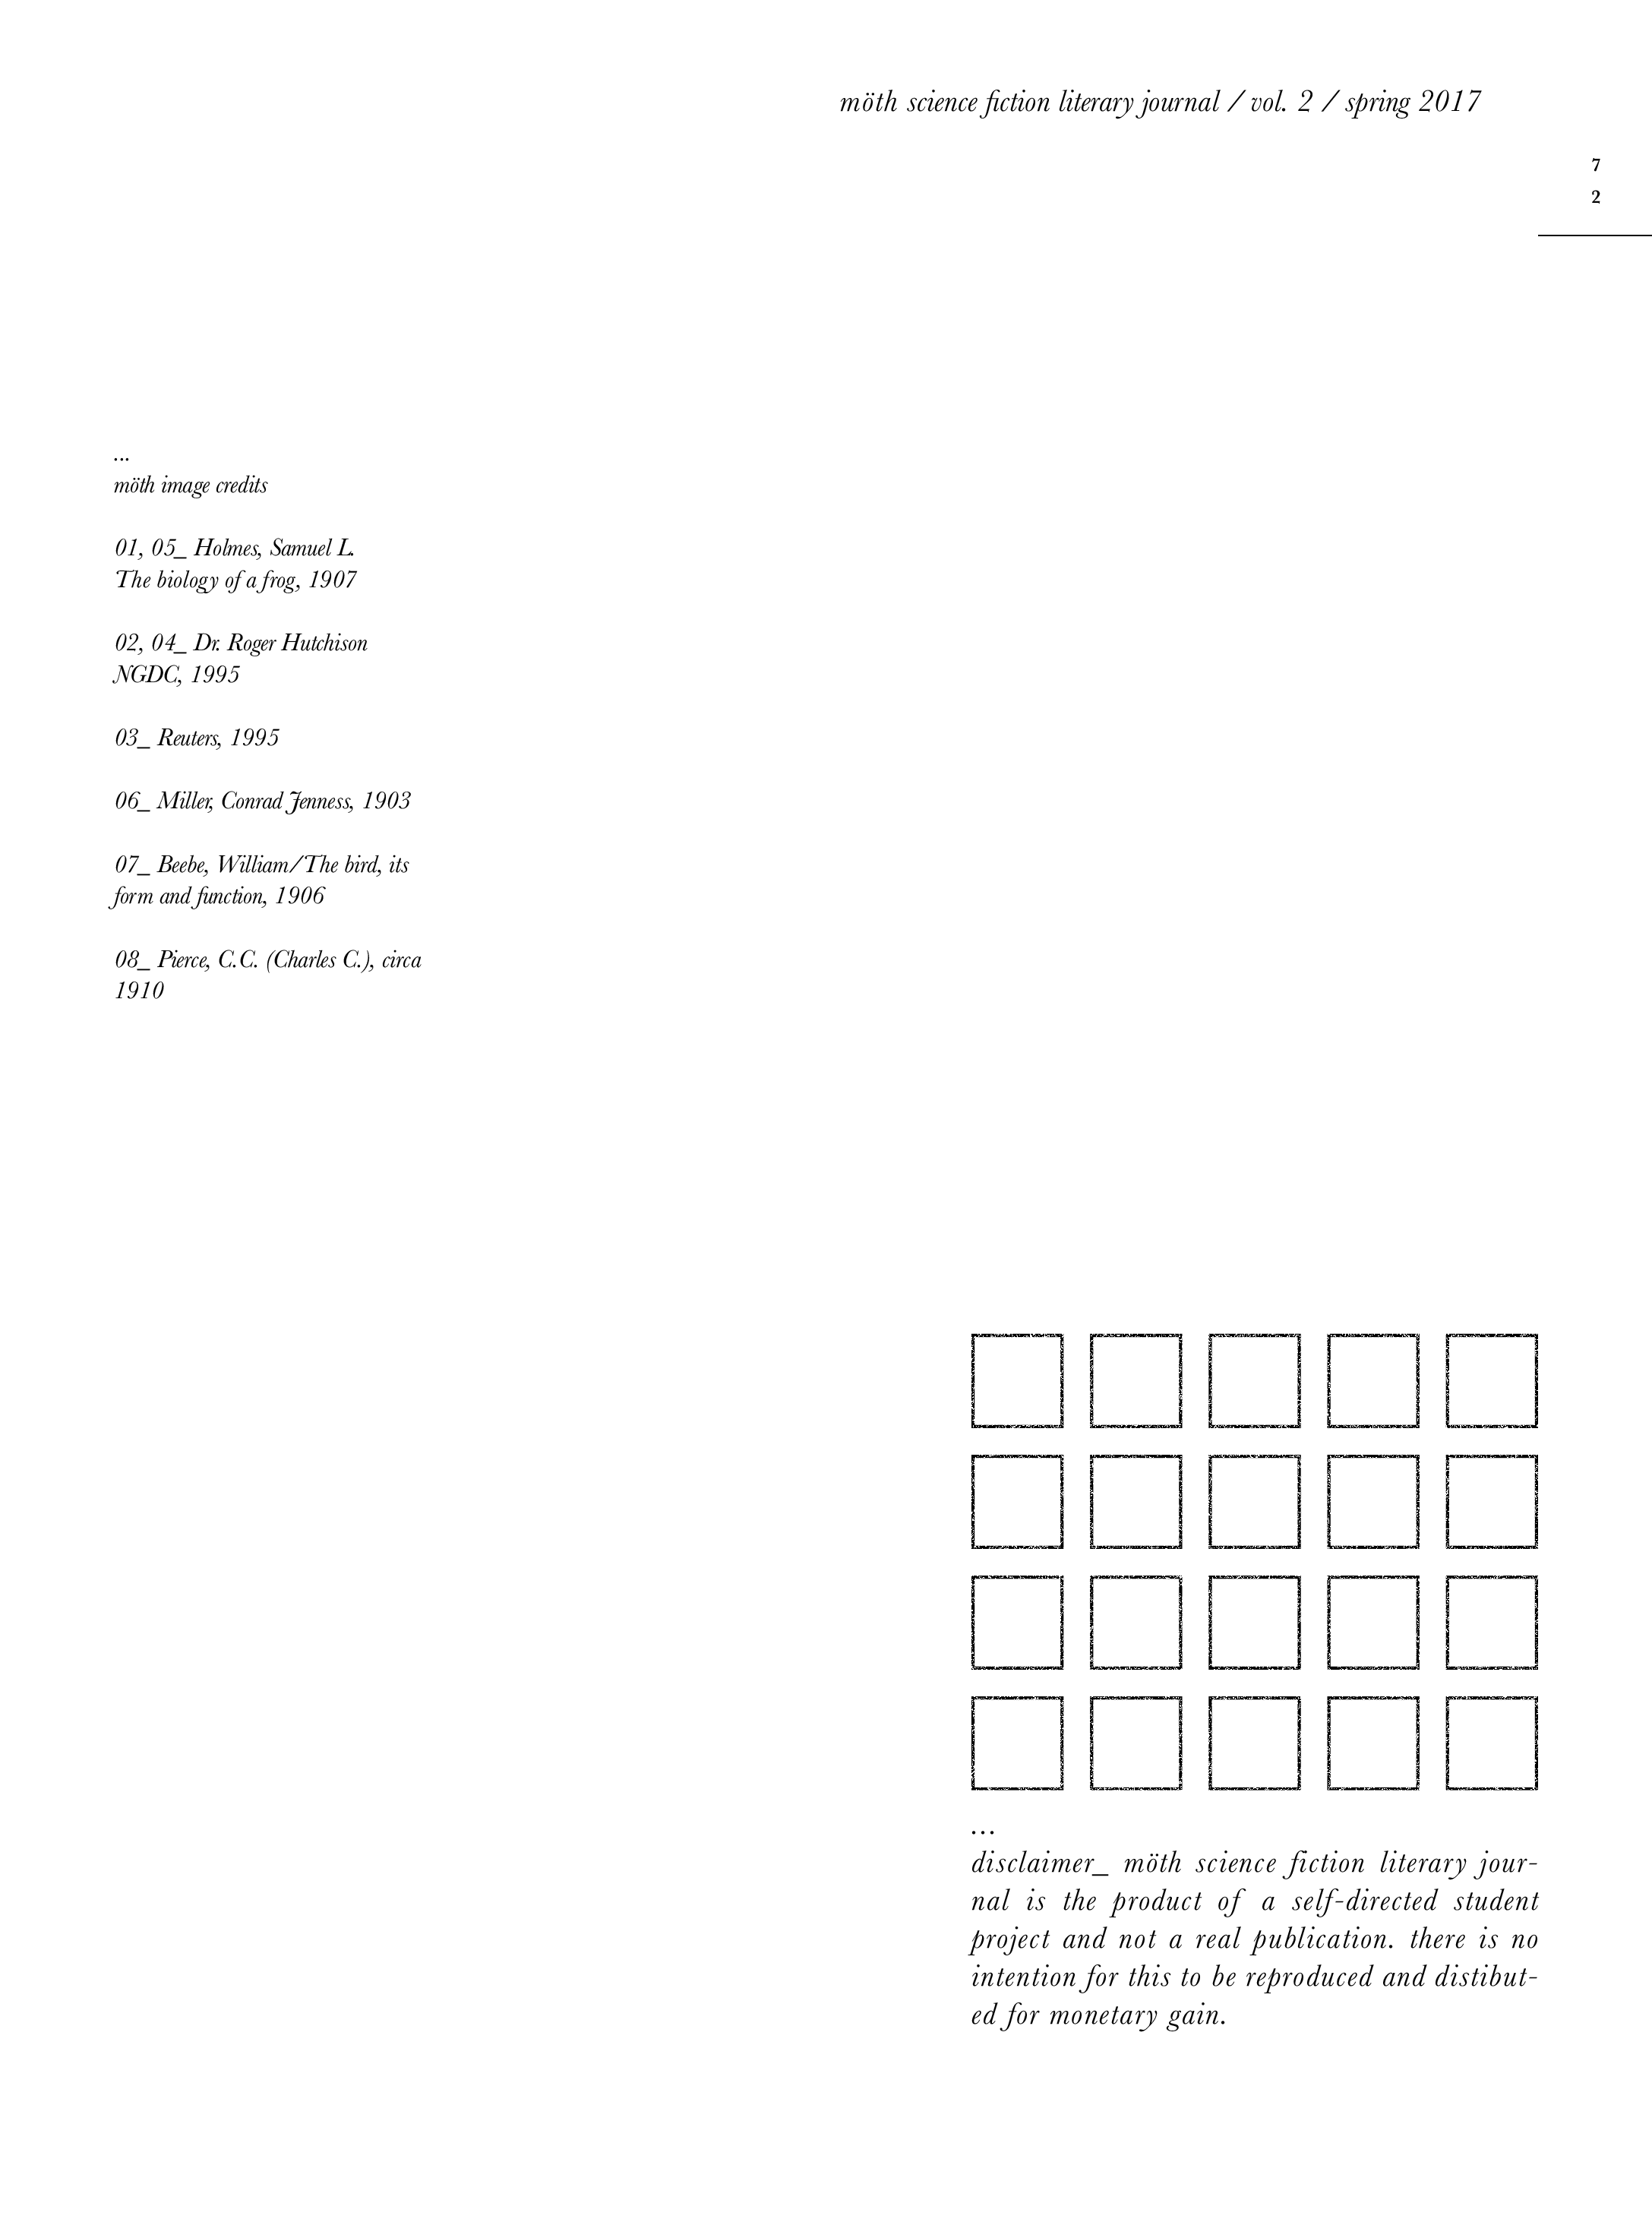 möth science fiction literary journal / vol. 2 / spring 2017
7
2
...
möth image credits
01, 05_ Holmes, Samuel L.
The biology of a frog, 1907
02, 04_ Dr. Roger Hutchison
NGDC, 1995
03_ Reuters, 1995
06_ Miller, Conrad Jenness, 1903
07_ Beebe, William/The bird, its
form and function, 1906
08_ Pierce, C.C. (Charles C.), circa
1910
...
disclaimer_ möth science fiction literary jour-
nal is the product of a self-directed student
project and not a real publication. there is no
intention for this to be reproduced and distibut-
ed for monetary gain.